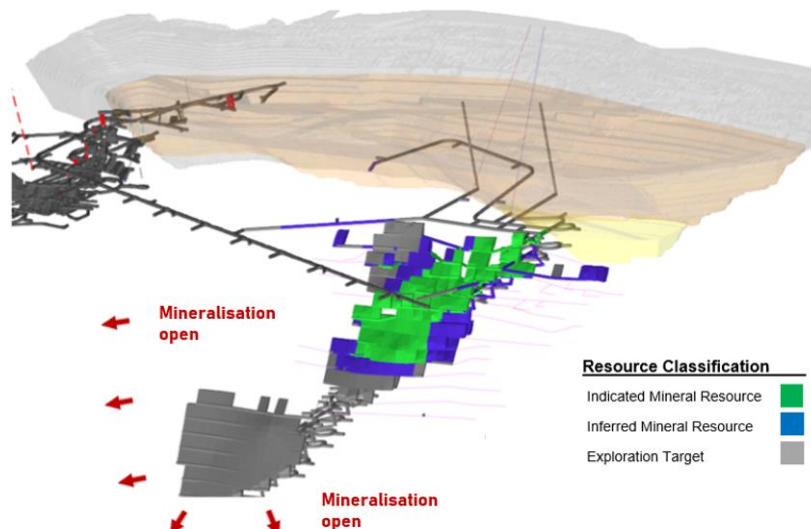 Mineralisation
open
Resource Classification
Indicated Mineral Resource
Inferred Mineral Resource
Exploration Target
Mineralisation
open